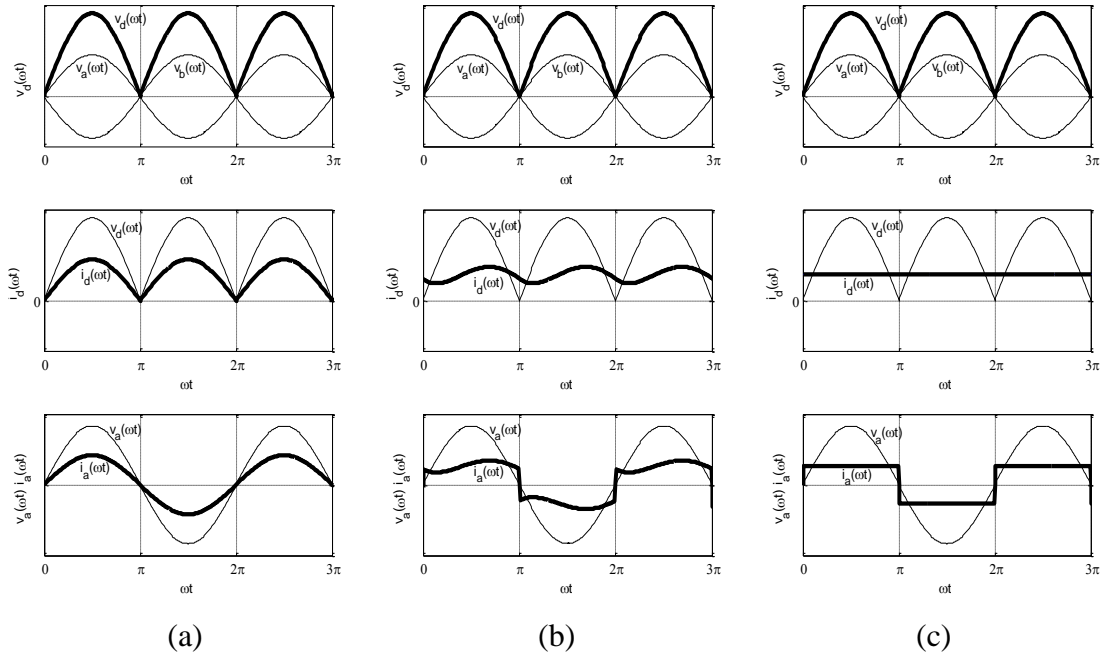 v_d(ωt)
v_d(ωt)
v_a(ωt)
v_b(ωt)
0
π
2π
3π
ωt
v_d(ωt)
v_d(ωt)
v_a(ωt)
v_b(ωt)
0
π
2π
3π
ωt
v_d(ωt)
v_d(ωt)
v_a(ωt)
v_b(ωt)
0
π
2π
3π
ωt
i_d(ωt)
0
v_d(ωt)
i_d(ωt)
0
π
2π
3π
ωt
i_d(ωt)
0
v_d(ωt)
i_d(ωt)
0
π
2π
3π
ωt
i_d(ωt)
0
v_d(ωt)
i_d(ωt)
0
π
2π
3π
ωt
v_a(ωt) i_a(ωt)
v_a(ωt)
i_a(ωt)
0
π
2π
3π
ωt
v_a(ωt) i_a(ωt)
v_a(ωt)
i_a(ωt)
0
π
2π
3π
ωt
v_a(ωt) i_a(ωt)
v_a(ωt)
i_a(ωt)
0
π
2π
3π
ωt
(a)
(b)
(c)